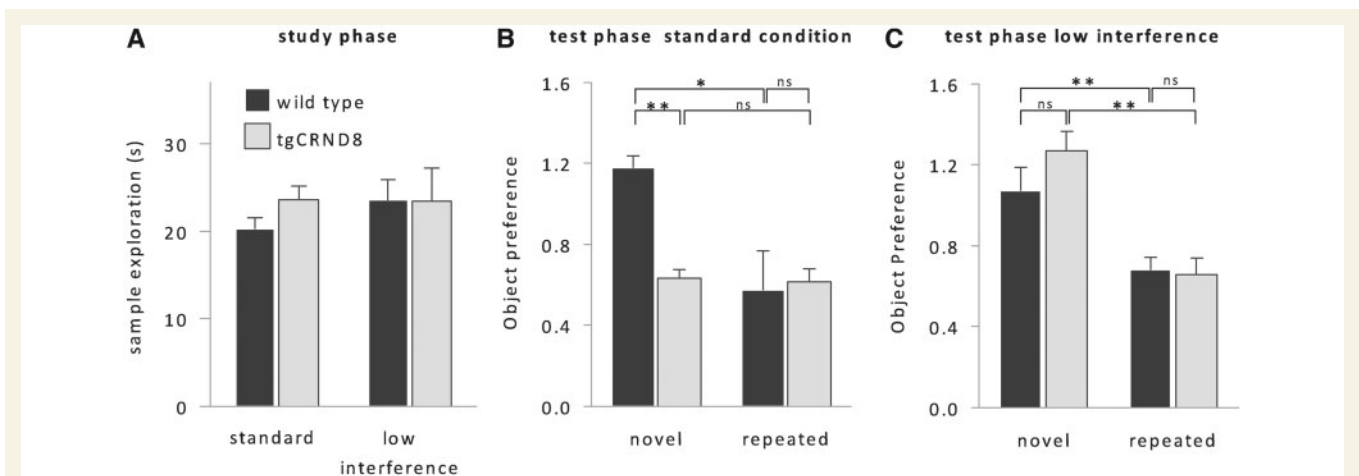 A study phase
sample exploration (s)
30
20
10
0
wild type
tgCRND8
standard low
interference
B test phase standard condition
Object preference
1.6
1.2
0.8
0.4
0.0
* ns
** ns
novel repeated
C test phase low interference
Object Preference
1.6
1.2
0.8
0.4
0.0
** ns
ns **
novel repeated